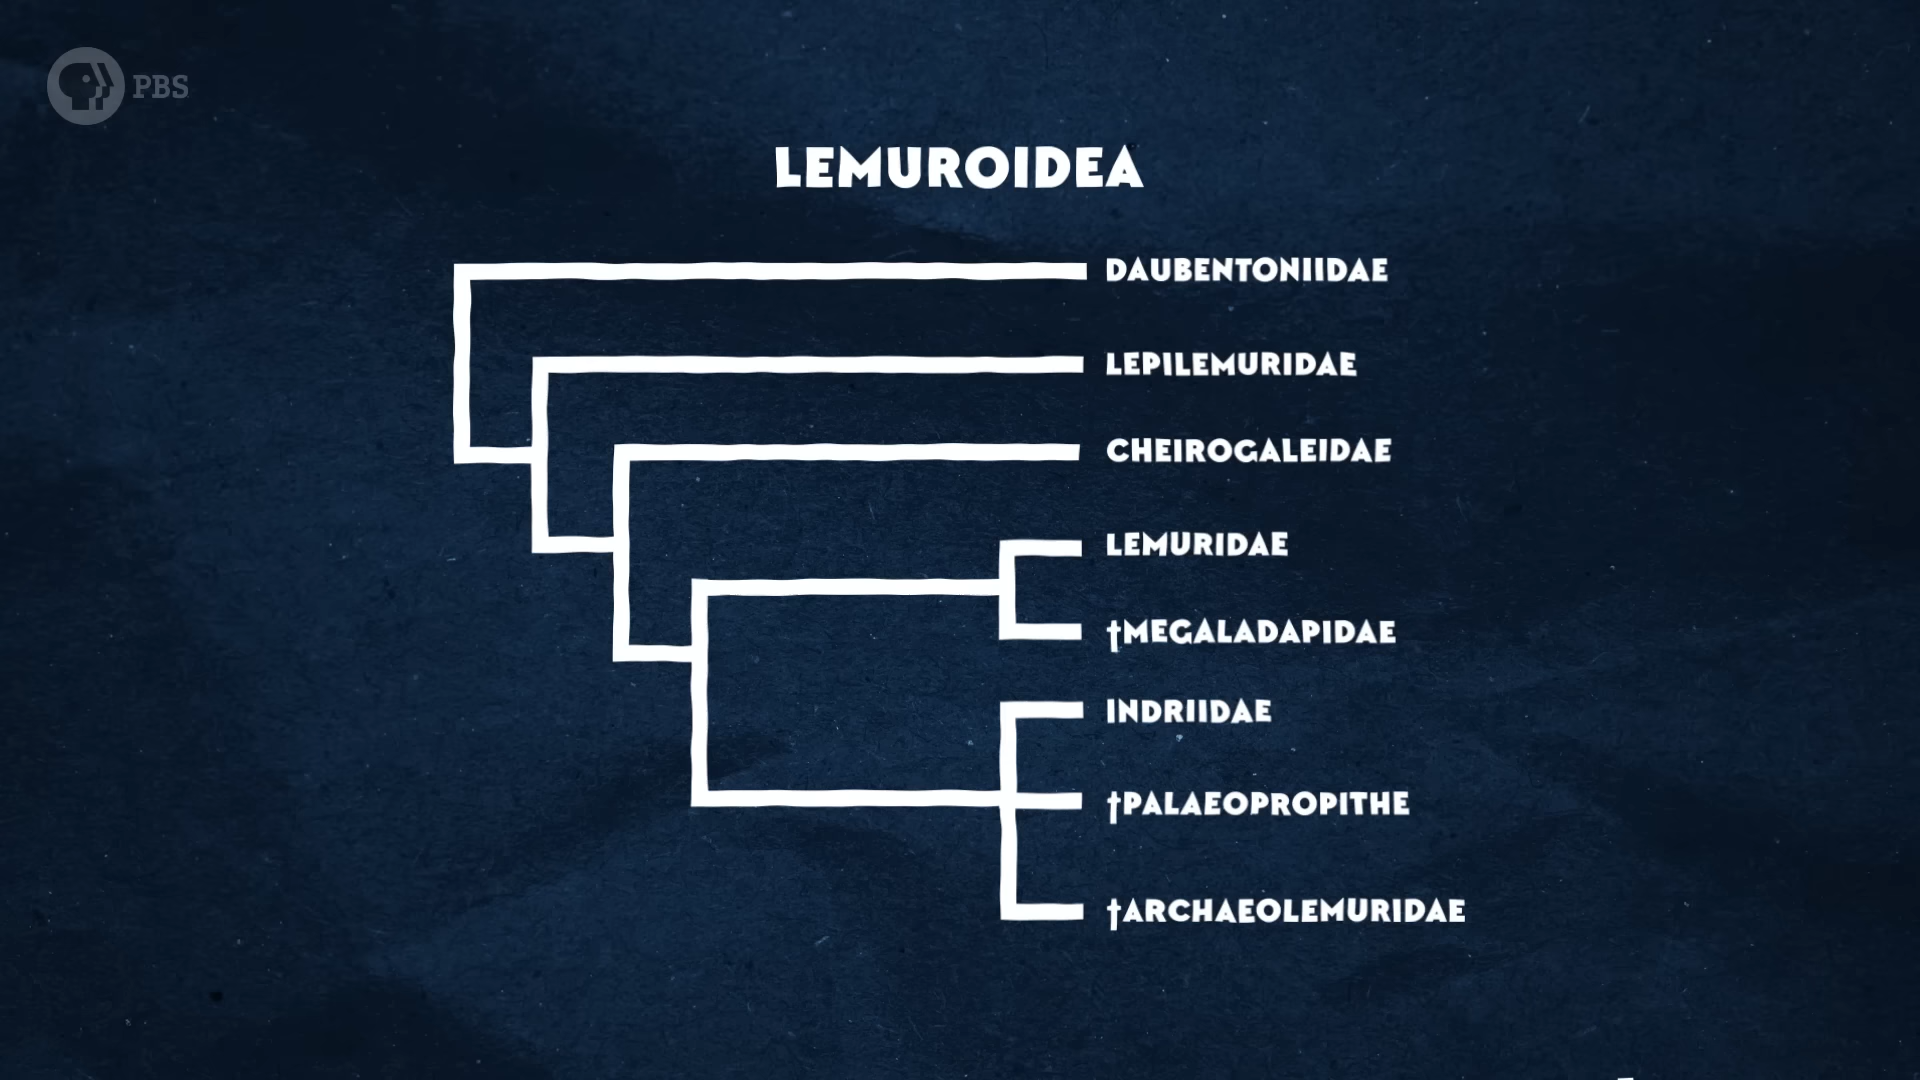 PBS
LEMUROIDEA
DAUBENTONIIDAE
LEPILEMURIDAE
CHEIROGALEIDAE
LEMURIDAE
†MEGALADAPIDAE
INDRIIDAE
†PALAEOPROPITHE
†ARCHAEOLEMURIDAE